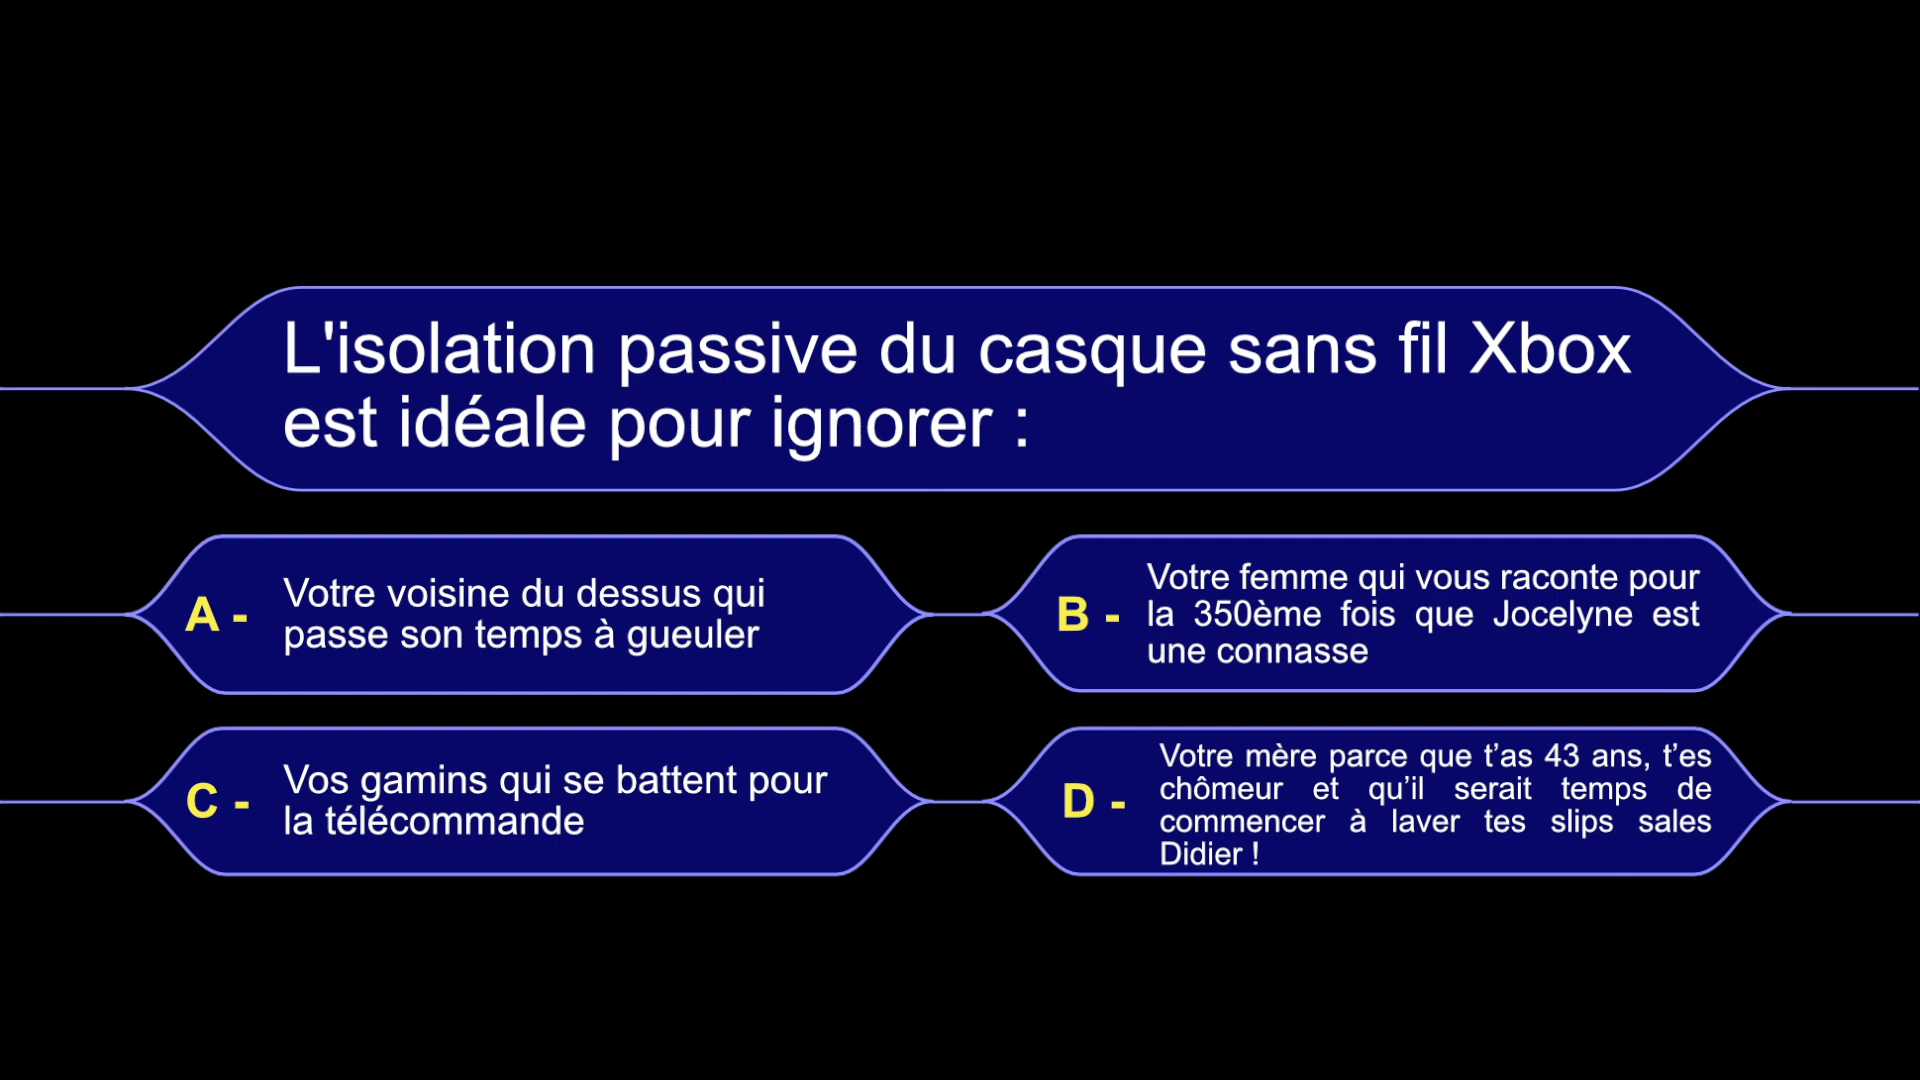 L'isolation passive du casque sans fil Xbox
est idéale pour ignorer :
A - Votre voisine du dessus qui
passe son temps à gueuler
B - Votre femme qui vous raconte pour
la 350ème fois que Jocelyne est
une connasse
C - Vos gamins qui se battent pour
la télécommande
D - Votre mère parce que t’as 43 ans, t’es
chômeur et qu’il serait temps de
commencer à laver tes slips sales
Didier !